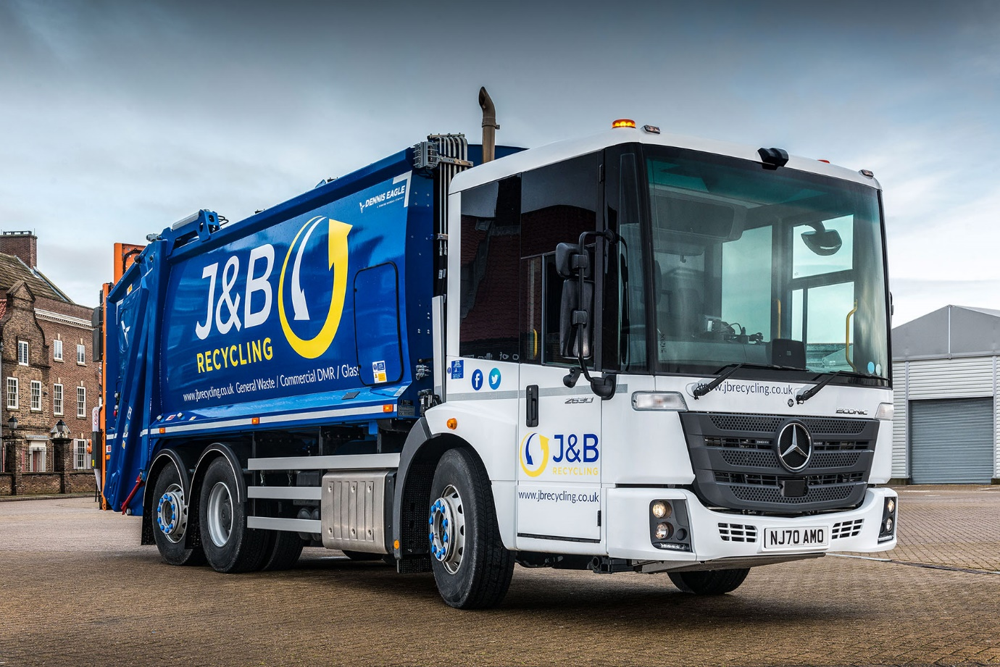 DENNIS EAGLE
J&B
RECYCLING
www.jbrecycling.co.uk General Waste / Commercial DMR / Glass
2630
J&B
RECYCLING
www.jbrecycling.co.uk
www.jbrecycling.co.uk
ECONIC
NJ70 AMO